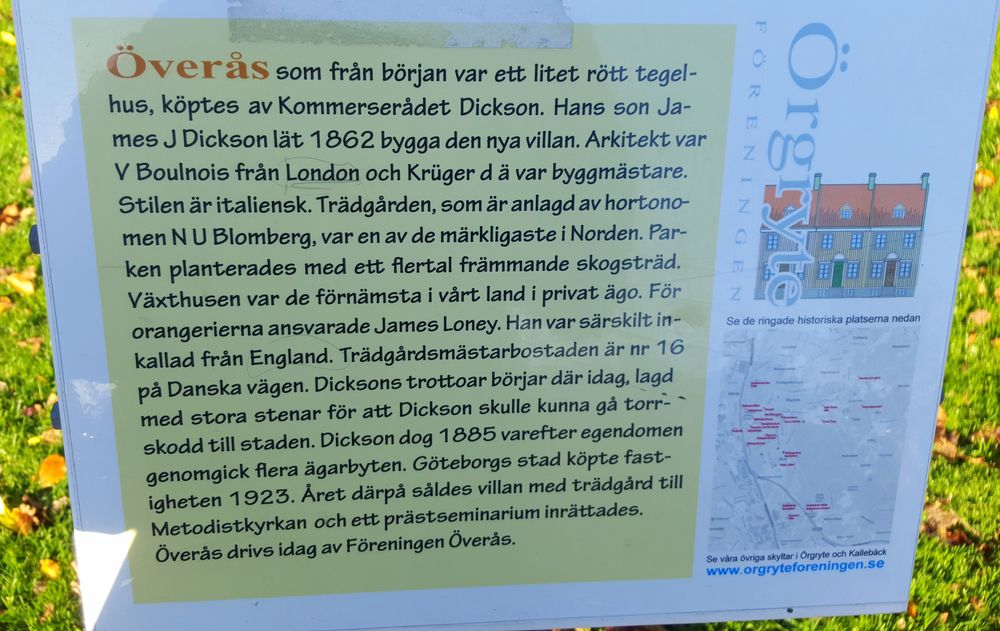 Överås som från början var ett litet rött tegel-
hus, köptes av Kommerserådet Dickson. Hans son Ja-
mes J Dickson lät 1862 bygga den nya villan. Arkitekt var
V Boulnois från London och Krüger d ä var byggmästare.
Stilen är italiensk. Trädgården, som är anlagd av hortono-
men N U Blomberg, var en av de märkligaste i Norden. Par-
ken planterades med ett flertal främmande skogsträd.
Växthusen var de förnämsta i vårt land i privat ägo. För
orangerierna ansvarade James Loney. Han var särskilt in-
kallad från England. Trädgårdsmästarbostaden är nr 16
på Danska vägen. Dicksons trottoar börjar där idag, lagd
med stora stenar för att Dickson skulle kunna gå torr-
skodd till staden. Dickson dog 1885 varefter egendomen
genomgick flera ägarbyten. Göteborgs stad köpte fast-
igheten 1923. Året därpå såldes villan med trädgård till
Metodistkyrkan och ett prästseminarium inrättades.
Överås drivs idag av Föreningen Överås.
Örgryte
FÖRENINGEN
Se de ringade historiska platserna nedan
Se våra övriga skyltar i Örgryte och Kallebäck
www.orgryteforeningen.se